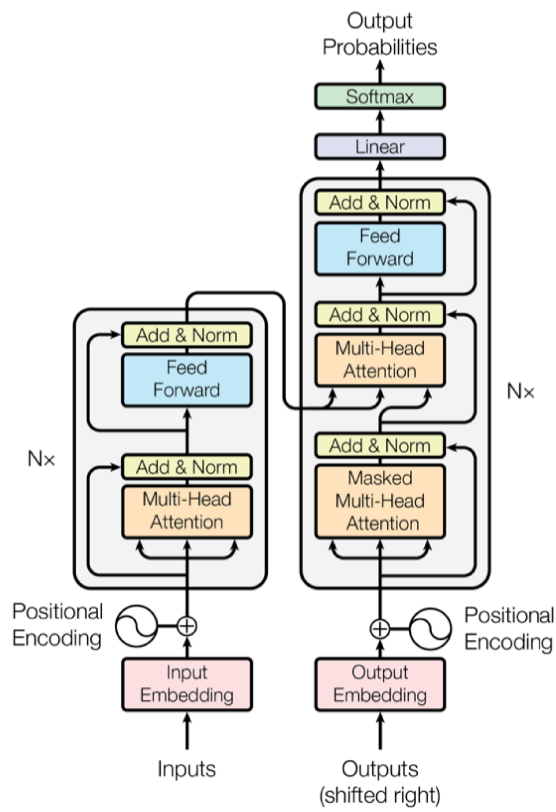 Output
Probabilities
Softmax
Linear
Add & Norm
Feed
Forward
Add & Norm
Multi-Head
Attention
Add & Norm
Masked
Multi-Head
Attention
N×
Add & Norm
Feed
Forward
Add & Norm
Multi-Head
Attention
N×
Positional
Encoding
Positional
Encoding
Input
Embedding
Output
Embedding
Inputs
Outputs
(shifted right)